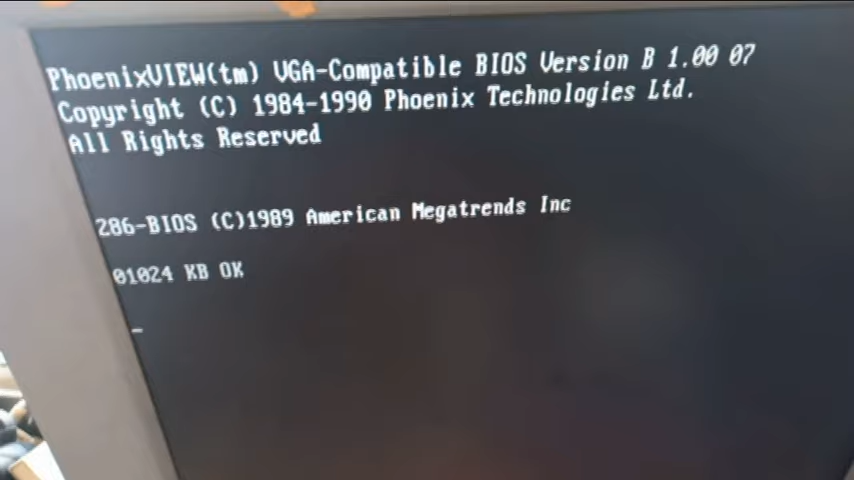 PhoenixVIEW(tm) VGA-Compatible BIOS Version B 1.00 07
Copyright (C) 1984-1990 Phoenix Technologies Ltd.
All Rights Reserved
286-BIOS (C)1989 American Megatrends Inc
01024 KB OK
_